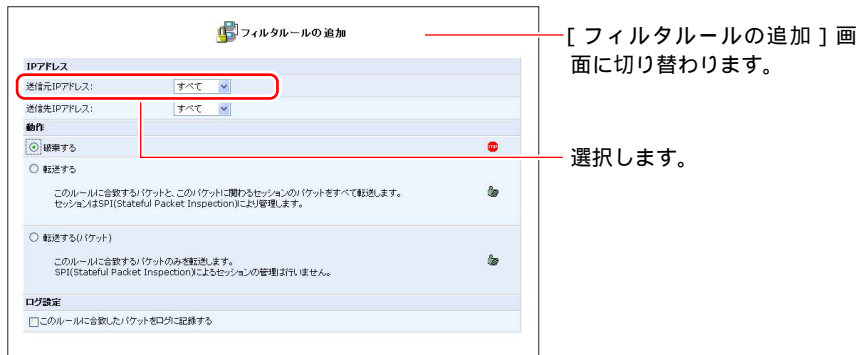 フィルタルールの追加
IPアドレス
送信元IPアドレス: すべて
送信先IPアドレス: すべて
動作
破棄する
STOP
転送する
このルールに合致するパケットと、このパケットに関わるセッションのパケットをすべて転送します。
セッションはSPI(Stateful Packet Inspection)により管理します。
転送する(パケット)
このルールに合致するパケットのみを転送します。
SPI(Stateful Packet Inspection)によるセッションの管理は行いません。
ログ設定
このルールに合致したパケットをログに記録する
[フィルタルールの追加]画
面に切り替わります。
選択します。